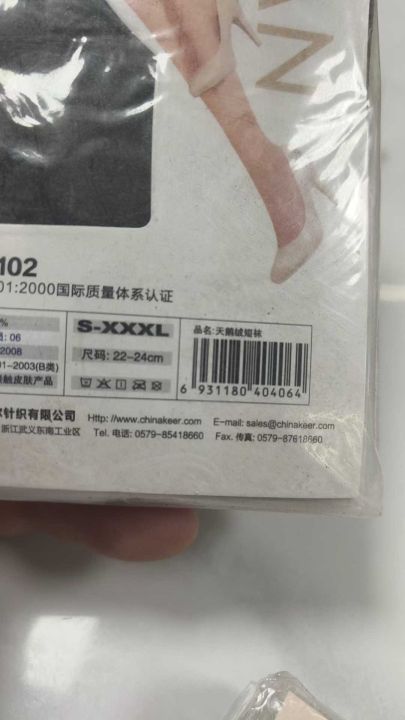 AN
102
01:2000国际质量体系认证
%
: 06
2008
01-2003(B类)
触皮肤产品
S-XXXL
尺码: 22-24cm
品名:天鹅绒短袜
6 931180 404064
针织有限公司 Http: //www.chinakeer.com E-mail: sales@chinakeer.com
浙江武义东南工业区 Tel. 电话: 0579-85418660 Fax. 传真: 0579-87618660